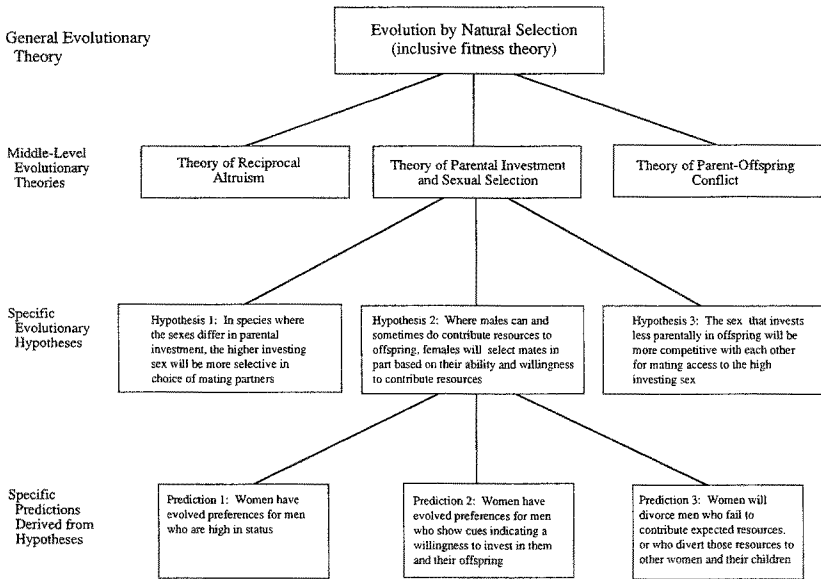 General Evolutionary
Theory
Evolution by Natural Selection
(inclusive fitness theory)
Middle-Level
Evolutionary
Theories
Theory of Reciprocal
Altruism
Theory of Parental Investment
and Sexual Selection
Theory of Parent-Offspring
Conflict
Specific
Evolutionary
Hypotheses
Hypothesis 1: In species where
the sexes differ in parental
investment, the higher investing
sex will be more selective in
choice of mating partners
Hypothesis 2: Where males can and
sometimes do contribute resources to
offspring, females will select mates in
part based on their ability and willingness
to contribute resources
Hypothesis 3: The sex that invests
less parentally in offspring will be
more competitive with each other
for mating access to the high
investing sex
Specific
Predictions
Derived from
Hypotheses
Prediction 1: Women have
evolved preferences for men
who are high in status
Prediction 2: Women have
evolved preferences for men
who show cues indicating a
willingness to invest in them
and their offspring
Prediction 3: Women will
divorce men who fail to
contribute expected resources.
or who divert those resources to
other women and their children